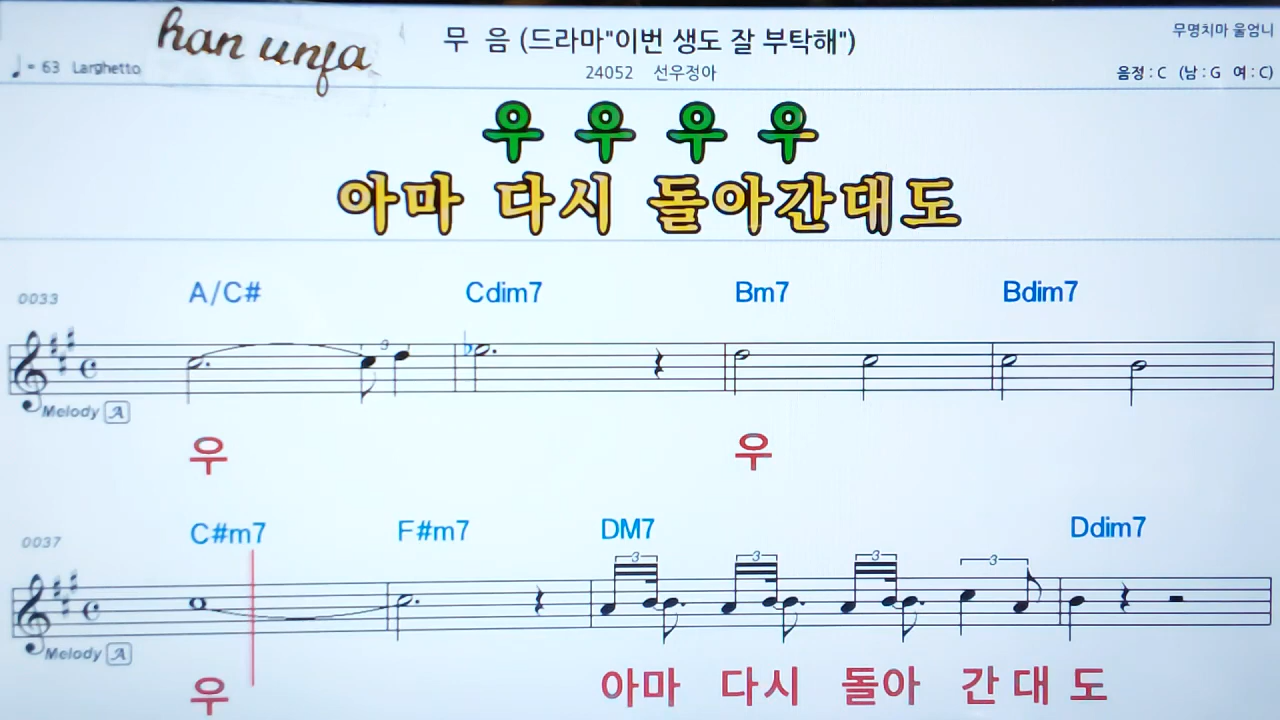 han unja
무 음 (드라마"이번 생도 잘 부탁해")
무명치마 울엄니
♩= 63 Larghetto
24052 선우정아
음정 : C (남 : G 여 : C)
우 우 우 우
아마 다시 돌아간대도
0033 A/C# Cdim7 Bm7 Bdim7
3
Melody A
우 우
0037 C#m7 F#m7 DM7 Ddim7
3 3 3 3
Melody A
우 아마 다시 돌아 간 대 도